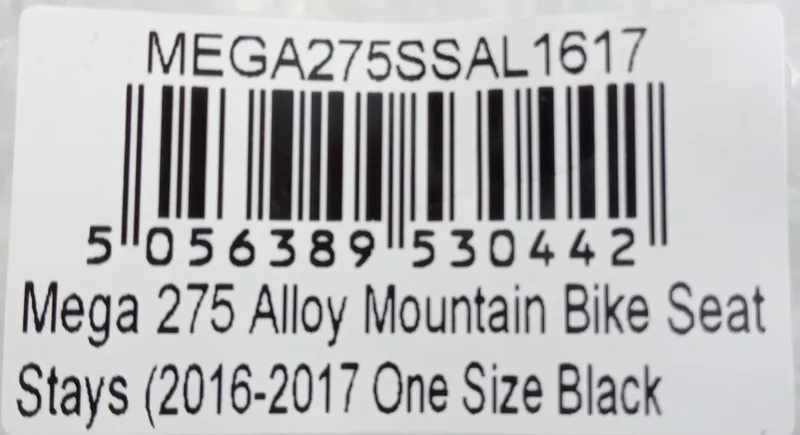 MEGA275SSAL1617
5 056389 530442
Mega 275 Alloy Mountain Bike Seat
Stays (2016-2017 One Size Black